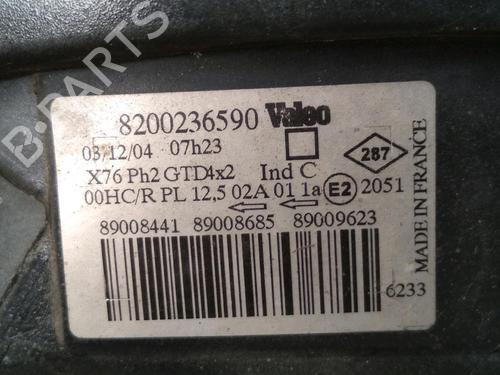 8200236590 Valeo
03/12/04 07h23
X76 Ph2 GTD4x2 Ind C
287
00HC/R PL 12,5 02A 01 1a E2 2051
89008441 89008685 89009623
6233
MADE IN FRANCE
B-PARTS